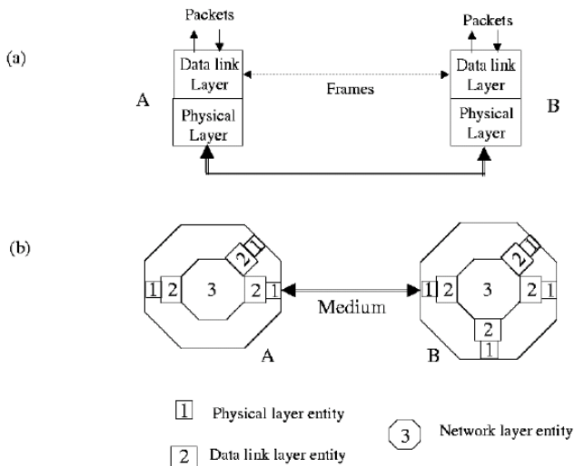 Packets
Packets
(a)
Data link
Layer
Data link
Layer
Frames
A
B
Physical
Layer
Physical
Layer
(b)
2
1
2
1
1
2
3
2
1
1
2
3
2
1
Medium
2
1
A
B
1
Physical layer entity
2
Data link layer entity
3
Network layer entity